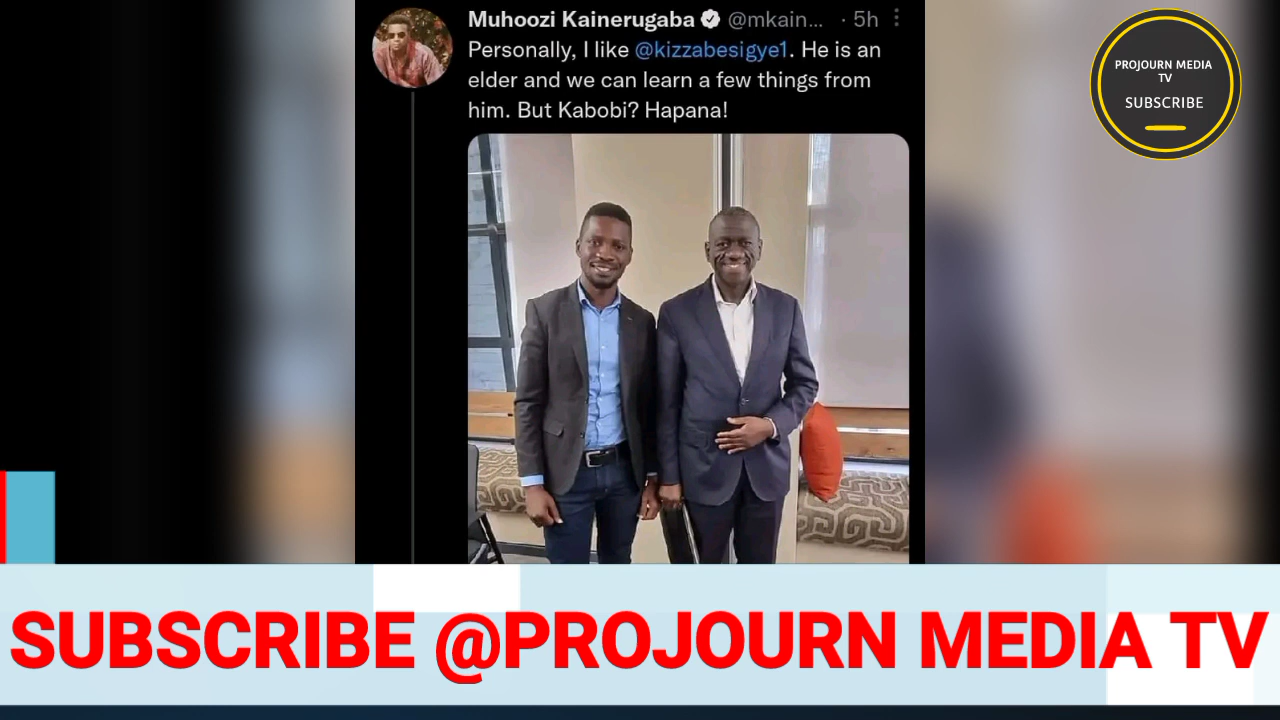 Muhoozi Kainerugaba @mkain... · 5h
Personally, I like @kizzabesigye1. He is an
elder and we can learn a few things from
him. But Kabobi? Hapana!
PROJOURN MEDIA
TV
SUBSCRIBE
SUBSCRIBE @PROJOURN MEDIA TV